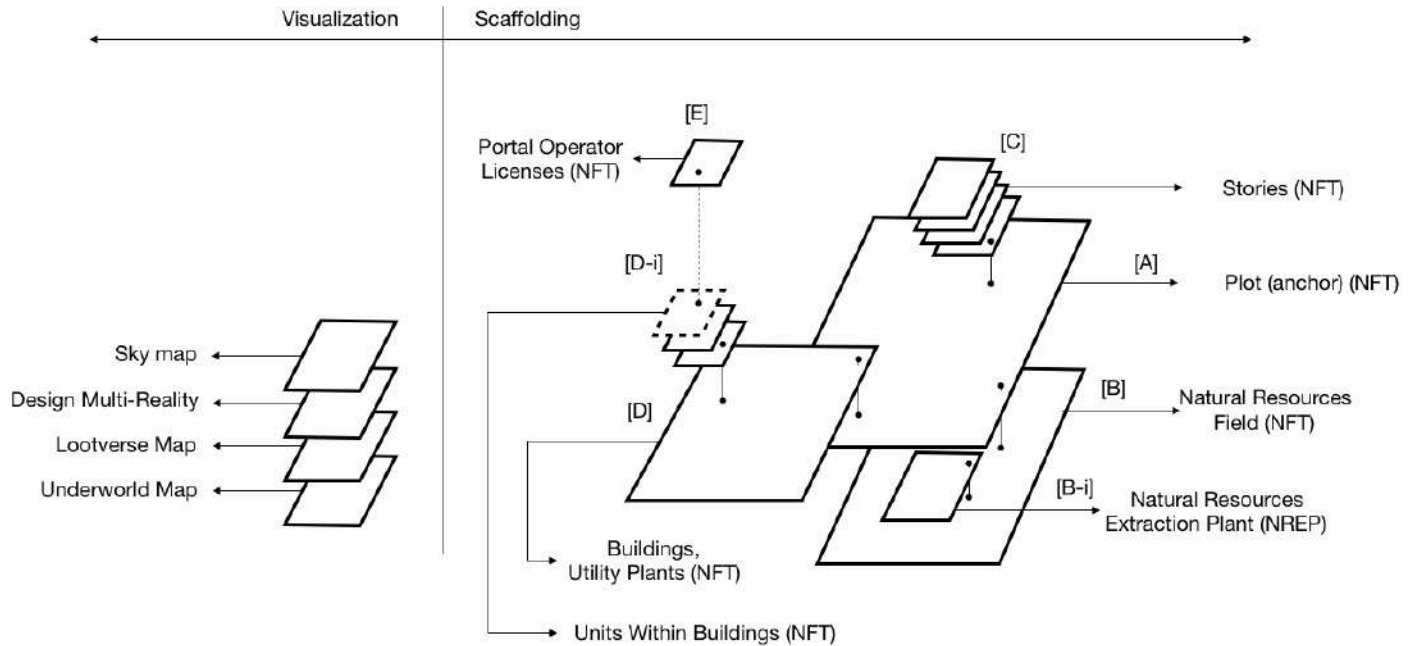 Visualization
Scaffolding
[E]
Portal Operator
Licenses (NFT)
[C]
Stories (NFT)
[D-i]
[A]
Plot (anchor) (NFT)
Sky map
Design Multi-Reality
Lootverse Map
Underworld Map
[D]
[B]
Natural Resources
Field (NFT)
[B-i]
Natural Resources
Extraction Plant (NREP)
Buildings,
Utility Plants (NFT)
Units Within Buildings (NFT)